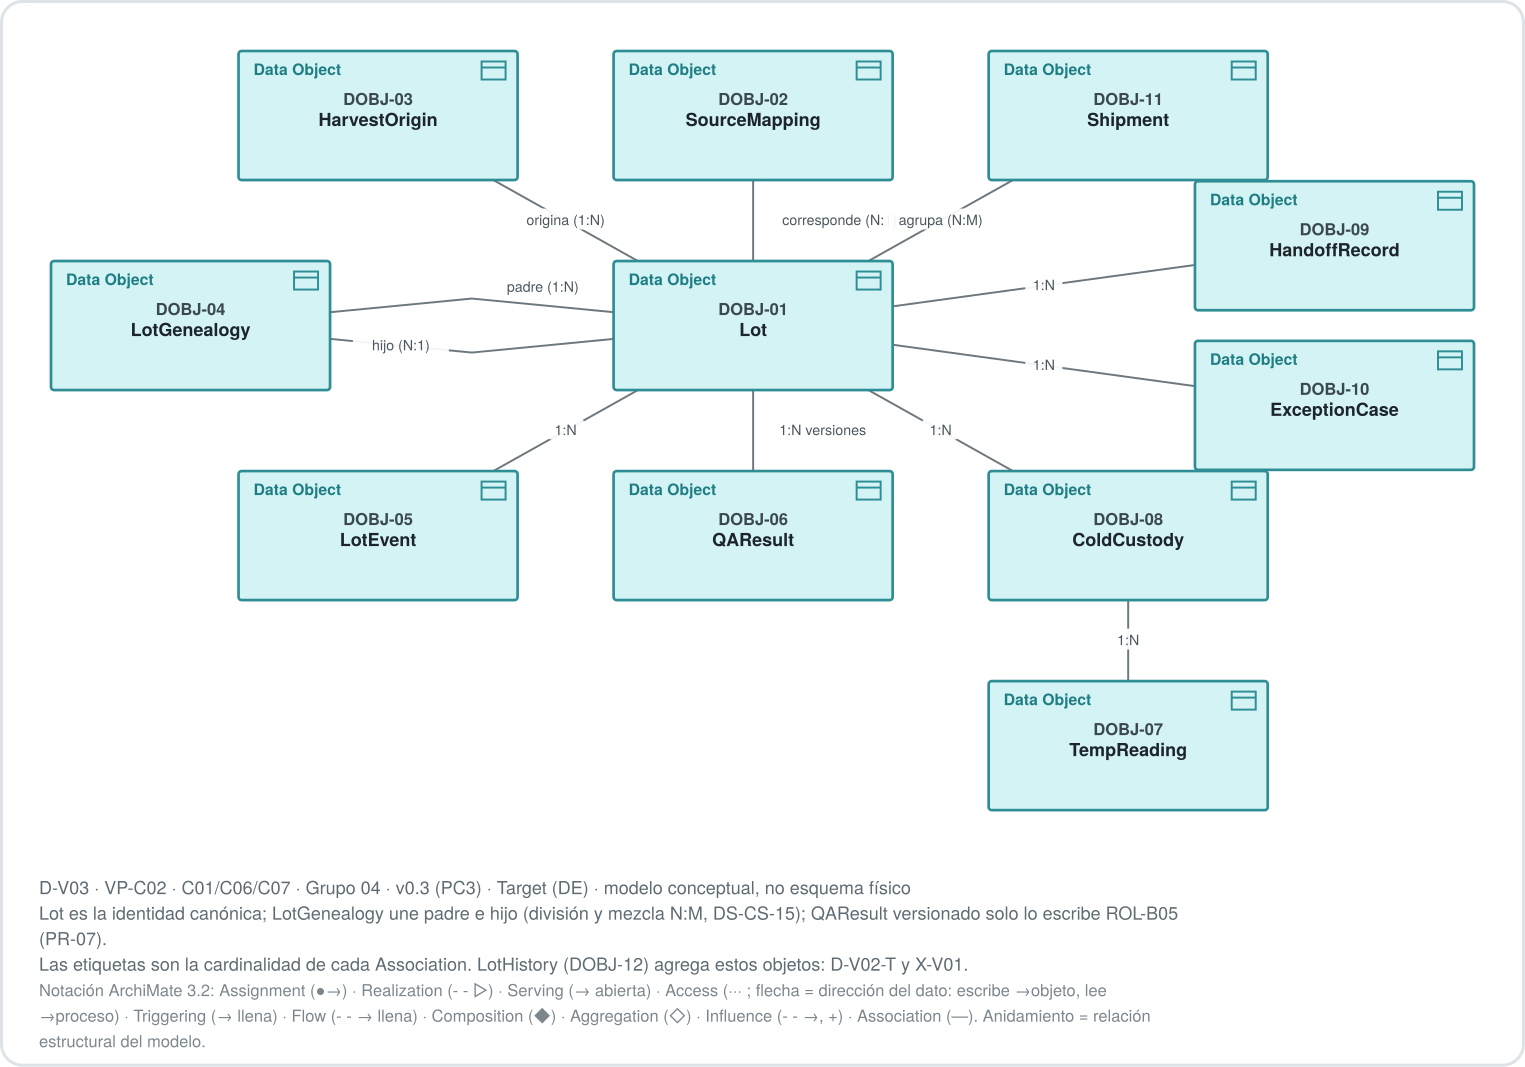 Data Object
DOBJ-03
HarvestOrigin
Data Object
DOBJ-02
SourceMapping
Data Object
DOBJ-11
Shipment
Data Object
DOBJ-09
HandoffRecord
origina (1:N)
corresponde (N:
agrupa (N:M)
Data Object
DOBJ-04
LotGenealogy
padre (1:N)
hijo (N:1)
Data Object
DOBJ-01
Lot
1:N
1:N
Data Object
DOBJ-10
ExceptionCase
1:N
1:N versiones
1:N
Data Object
DOBJ-05
LotEvent
Data Object
DOBJ-06
QAResult
Data Object
DOBJ-08
ColdCustody
1:N
Data Object
DOBJ-07
TempReading
D-V03 · VP-C02 · C01/C06/C07 · Grupo 04 · v0.3 (PC3) · Target (DE) · modelo conceptual, no esquema físico
Lot es la identidad canónica; LotGenealogy une padre e hijo (división y mezcla N:M, DS-CS-15); QAResult versionado solo lo escribe ROL-B05
(PR-07).
Las etiquetas son la cardinalidad de cada Association. LotHistory (DOBJ-12) agrega estos objetos: D-V02-T y X-V01.
Notación ArchiMate 3.2: Assignment (●→) · Realization (- - ▷) · Serving (→ abierta) · Access (··· ; flecha = dirección del dato: escribe →objeto, lee
→proceso) · Triggering (→ llena) · Flow (- - → llena) · Composition (◆) · Aggregation (◇) · Influence (- - →, +) · Association (—). Anidamiento = relación
estructural del modelo.